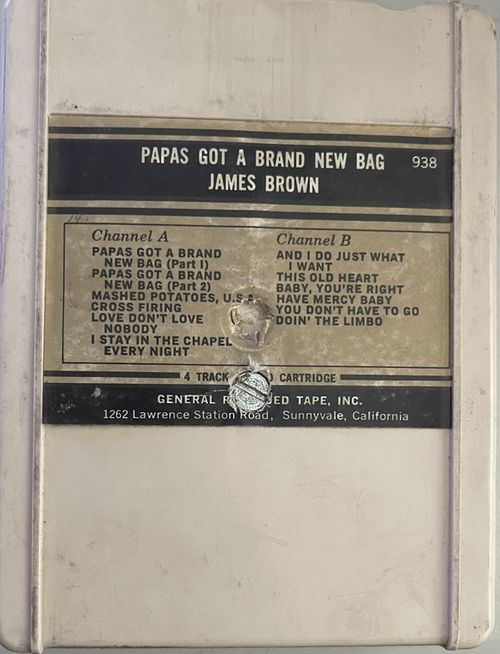 PAPAS GOT A BRAND NEW BAG 938
JAMES BROWN
14.
Channel A
PAPAS GOT A BRAND
NEW BAG (Part I)
PAPAS GOT A BRAND
NEW BAG (Part 2)
MASHED POTATOES, U.S.A.
CROSS FIRING
LOVE DON'T LOVE
NOBODY
I STAY IN THE CHAPEL
EVERY NIGHT
Channel B
AND I DO JUST WHAT
I WANT
THIS OLD HEART
BABY, YOU'RE RIGHT
HAVE MERCY BABY
YOU DON'T HAVE TO GO
DOIN' THE LIMBO
4 TRACK CARTRIDGE
GENERAL TAPE, INC.
1262 Lawrence Station Road, Sunnyvale, California